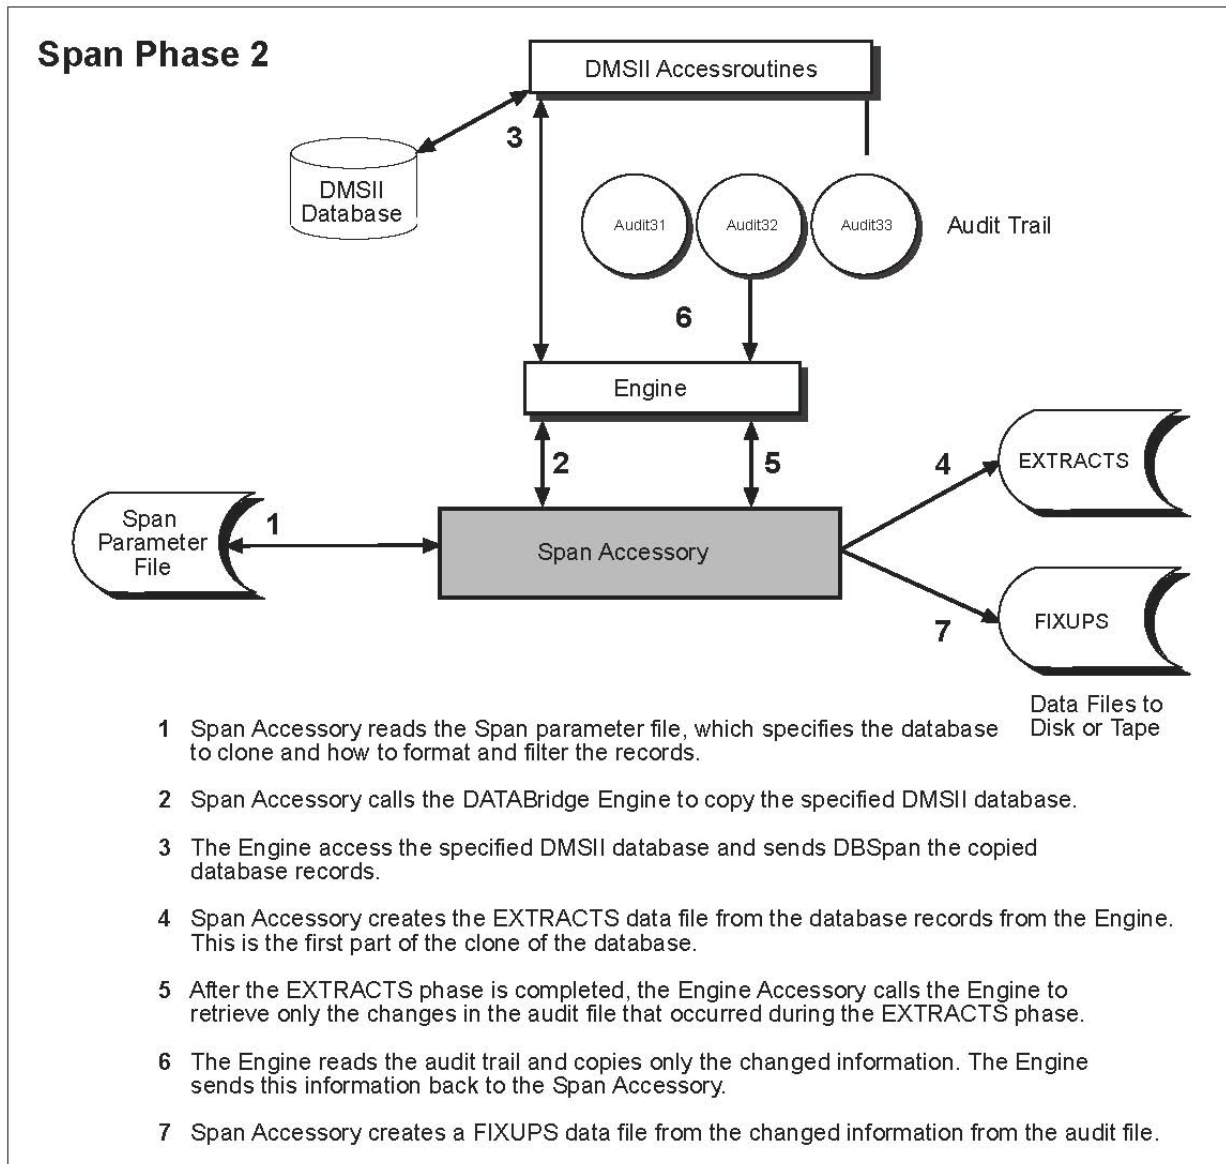 Span Phase 2
DMSII Accessroutines
3
DMSII
Database
Audit31
Audit32
Audit33
Audit Trail
6
Engine
2
5
4
EXTRACTS
Span
Parameter
File
1
Span Accessory
7
FIXUPS
Data Files to
Disk or Tape
1 Span Accessory reads the Span parameter file, which specifies the database
to clone and how to format and filter the records.
2 Span Accessory calls the DATABridge Engine to copy the specified DMSII database.
3 The Engine access the specified DMSII database and sends DBSpan the copied
database records.
4 Span Accessory creates the EXTRACTS data file from the database records from the Engine.
This is the first part of the clone of the database.
5 After the EXTRACTS phase is completed, the Engine Accessory calls the Engine to
retrieve only the changes in the audit file that occurred during the EXTRACTS phase.
6 The Engine reads the audit trail and copies only the changed information. The Engine
sends this information back to the Span Accessory.
7 Span Accessory creates a FIXUPS data file from the changed information from the audit file.